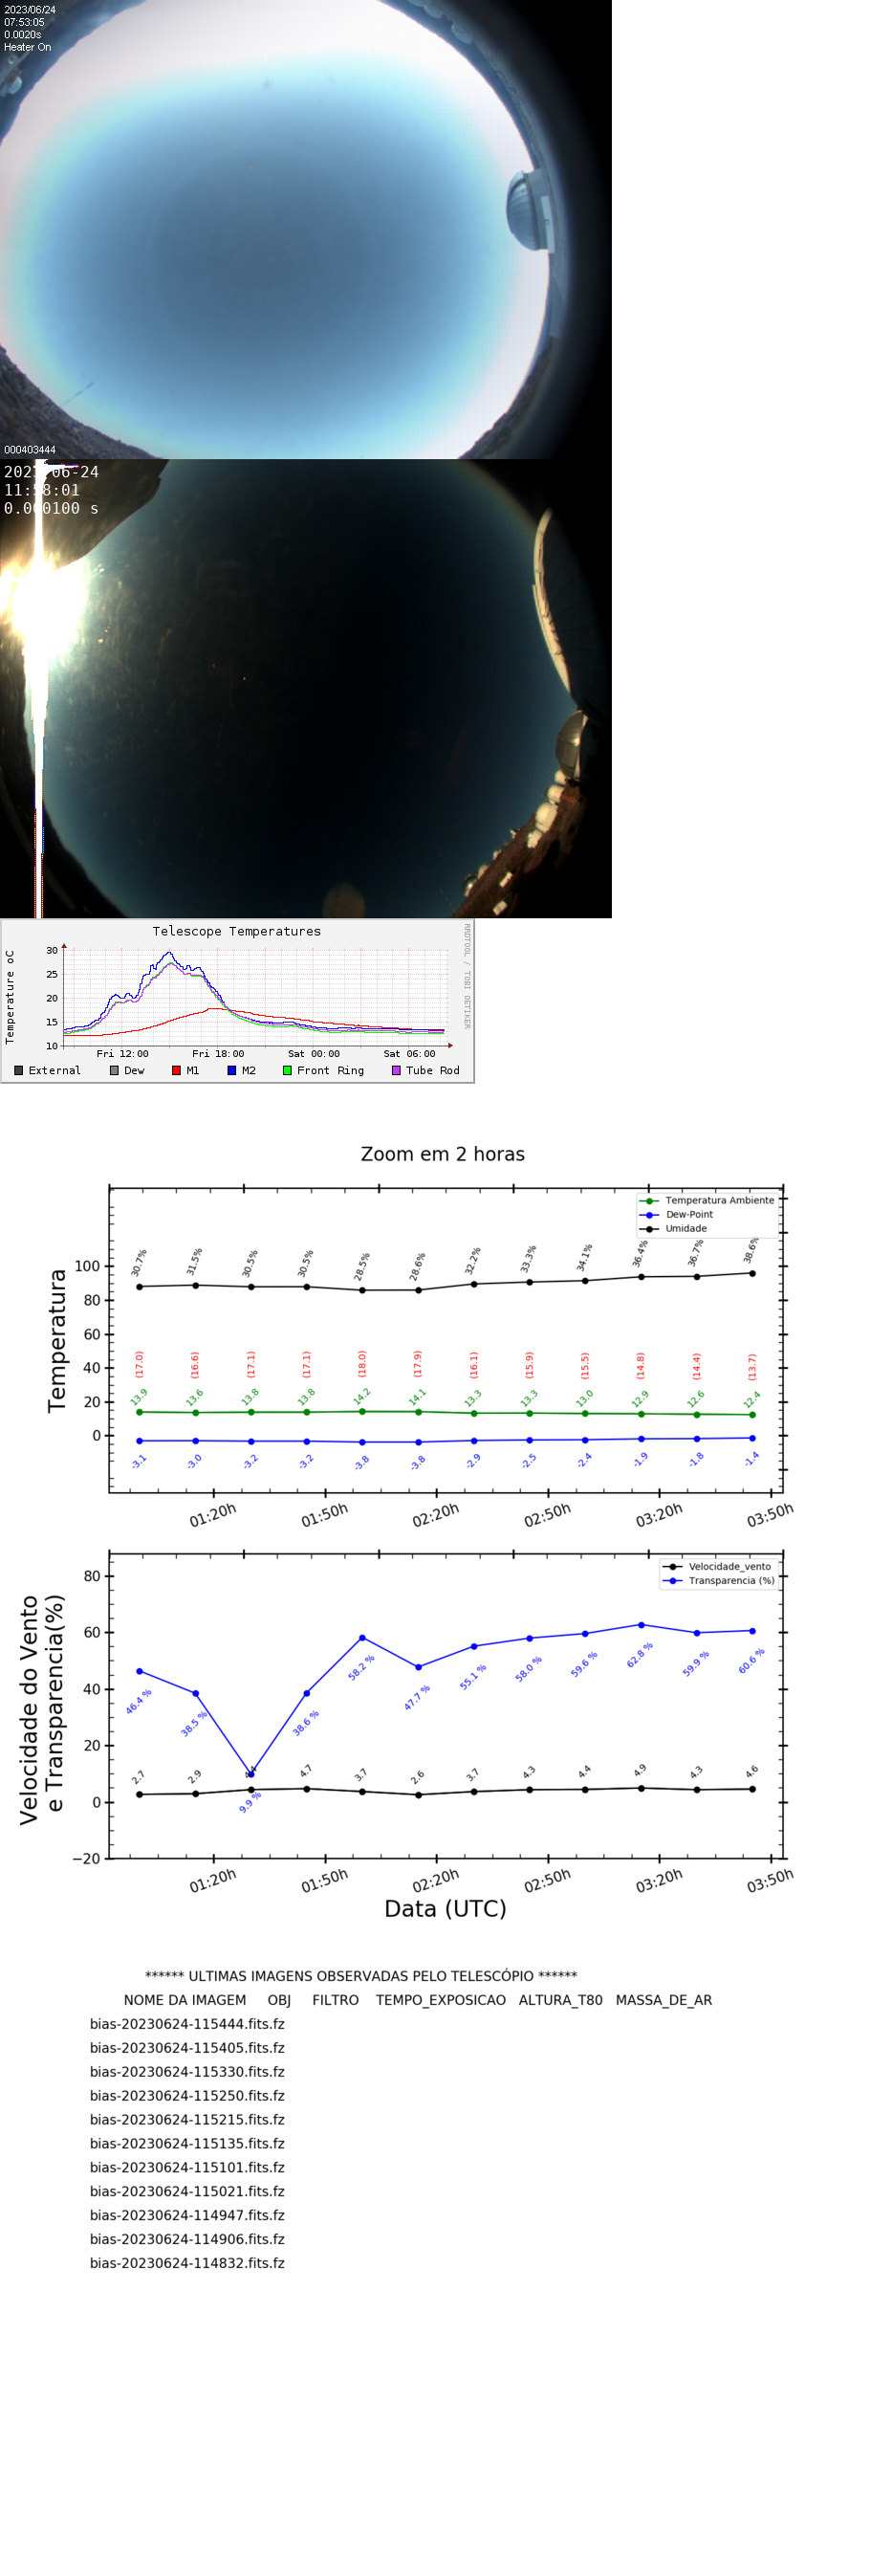 2023/06/24
07:53:05
0.0020s
Heater On
000403444
2023-06-24
11:58:01
0.000100 s
Telescope Temperatures
RRDTOOL / TOBI OETIKER
Temperature oC
30
25
20
15
10
Fri 12:00 Fri 18:00 Sat 00:00 Sat 06:00
External Dew M1 M2 Front Ring Tube Rod
Zoom em 2 horas
Temperatura Ambiente
Dew-Point
Umidade
Temperatura
100
80
60
40
20
0
30.7% 31.5% 30.5% 30.5% 28.5% 28.6% 32.2% 33.3% 34.1% 36.4% 36.7% 38.6%
(17.0) (16.6) (17.1) (17.1) (18.0) (17.9) (16.1) (15.9) (15.5) (14.8) (14.4) (13.7)
13.9 13.6 13.8 13.8 14.2 14.1 13.3 13.3 13.0 12.9 12.6 12.4
-3.1 -3.0 -3.2 -3.2 -3.8 -3.8 -2.9 -2.5 -2.4 -1.9 -1.8 -1.4
01:20h 01:50h 02:20h 02:50h 03:20h 03:50h
Velocidade_vento
Transparencia (%)
Velocidade do Vento
e Transparencia(%)
80
60
40
20
0
−20
46.4 % 38.5 % 9.9 % 38.6 % 58.2 % 47.7 % 55.1 % 58.0 % 59.6 % 62.8 % 59.9 % 60.6 %
2.7 2.9 4.4 4.7 3.7 2.6 3.7 4.3 4.4 4.9 4.3 4.6
01:20h 01:50h 02:20h 02:50h 03:20h 03:50h
Data (UTC)
****** ULTIMAS IMAGENS OBSERVADAS PELO TELESCÓPIO ******
NOME DA IMAGEM OBJ FILTRO TEMPO_EXPOSICAO ALTURA_T80 MASSA_DE_AR
bias-20230624-115444.fits.fz
bias-20230624-115405.fits.fz
bias-20230624-115330.fits.fz
bias-20230624-115250.fits.fz
bias-20230624-115215.fits.fz
bias-20230624-115135.fits.fz
bias-20230624-115101.fits.fz
bias-20230624-115021.fits.fz
bias-20230624-114947.fits.fz
bias-20230624-114906.fits.fz
bias-20230624-114832.fits.fz